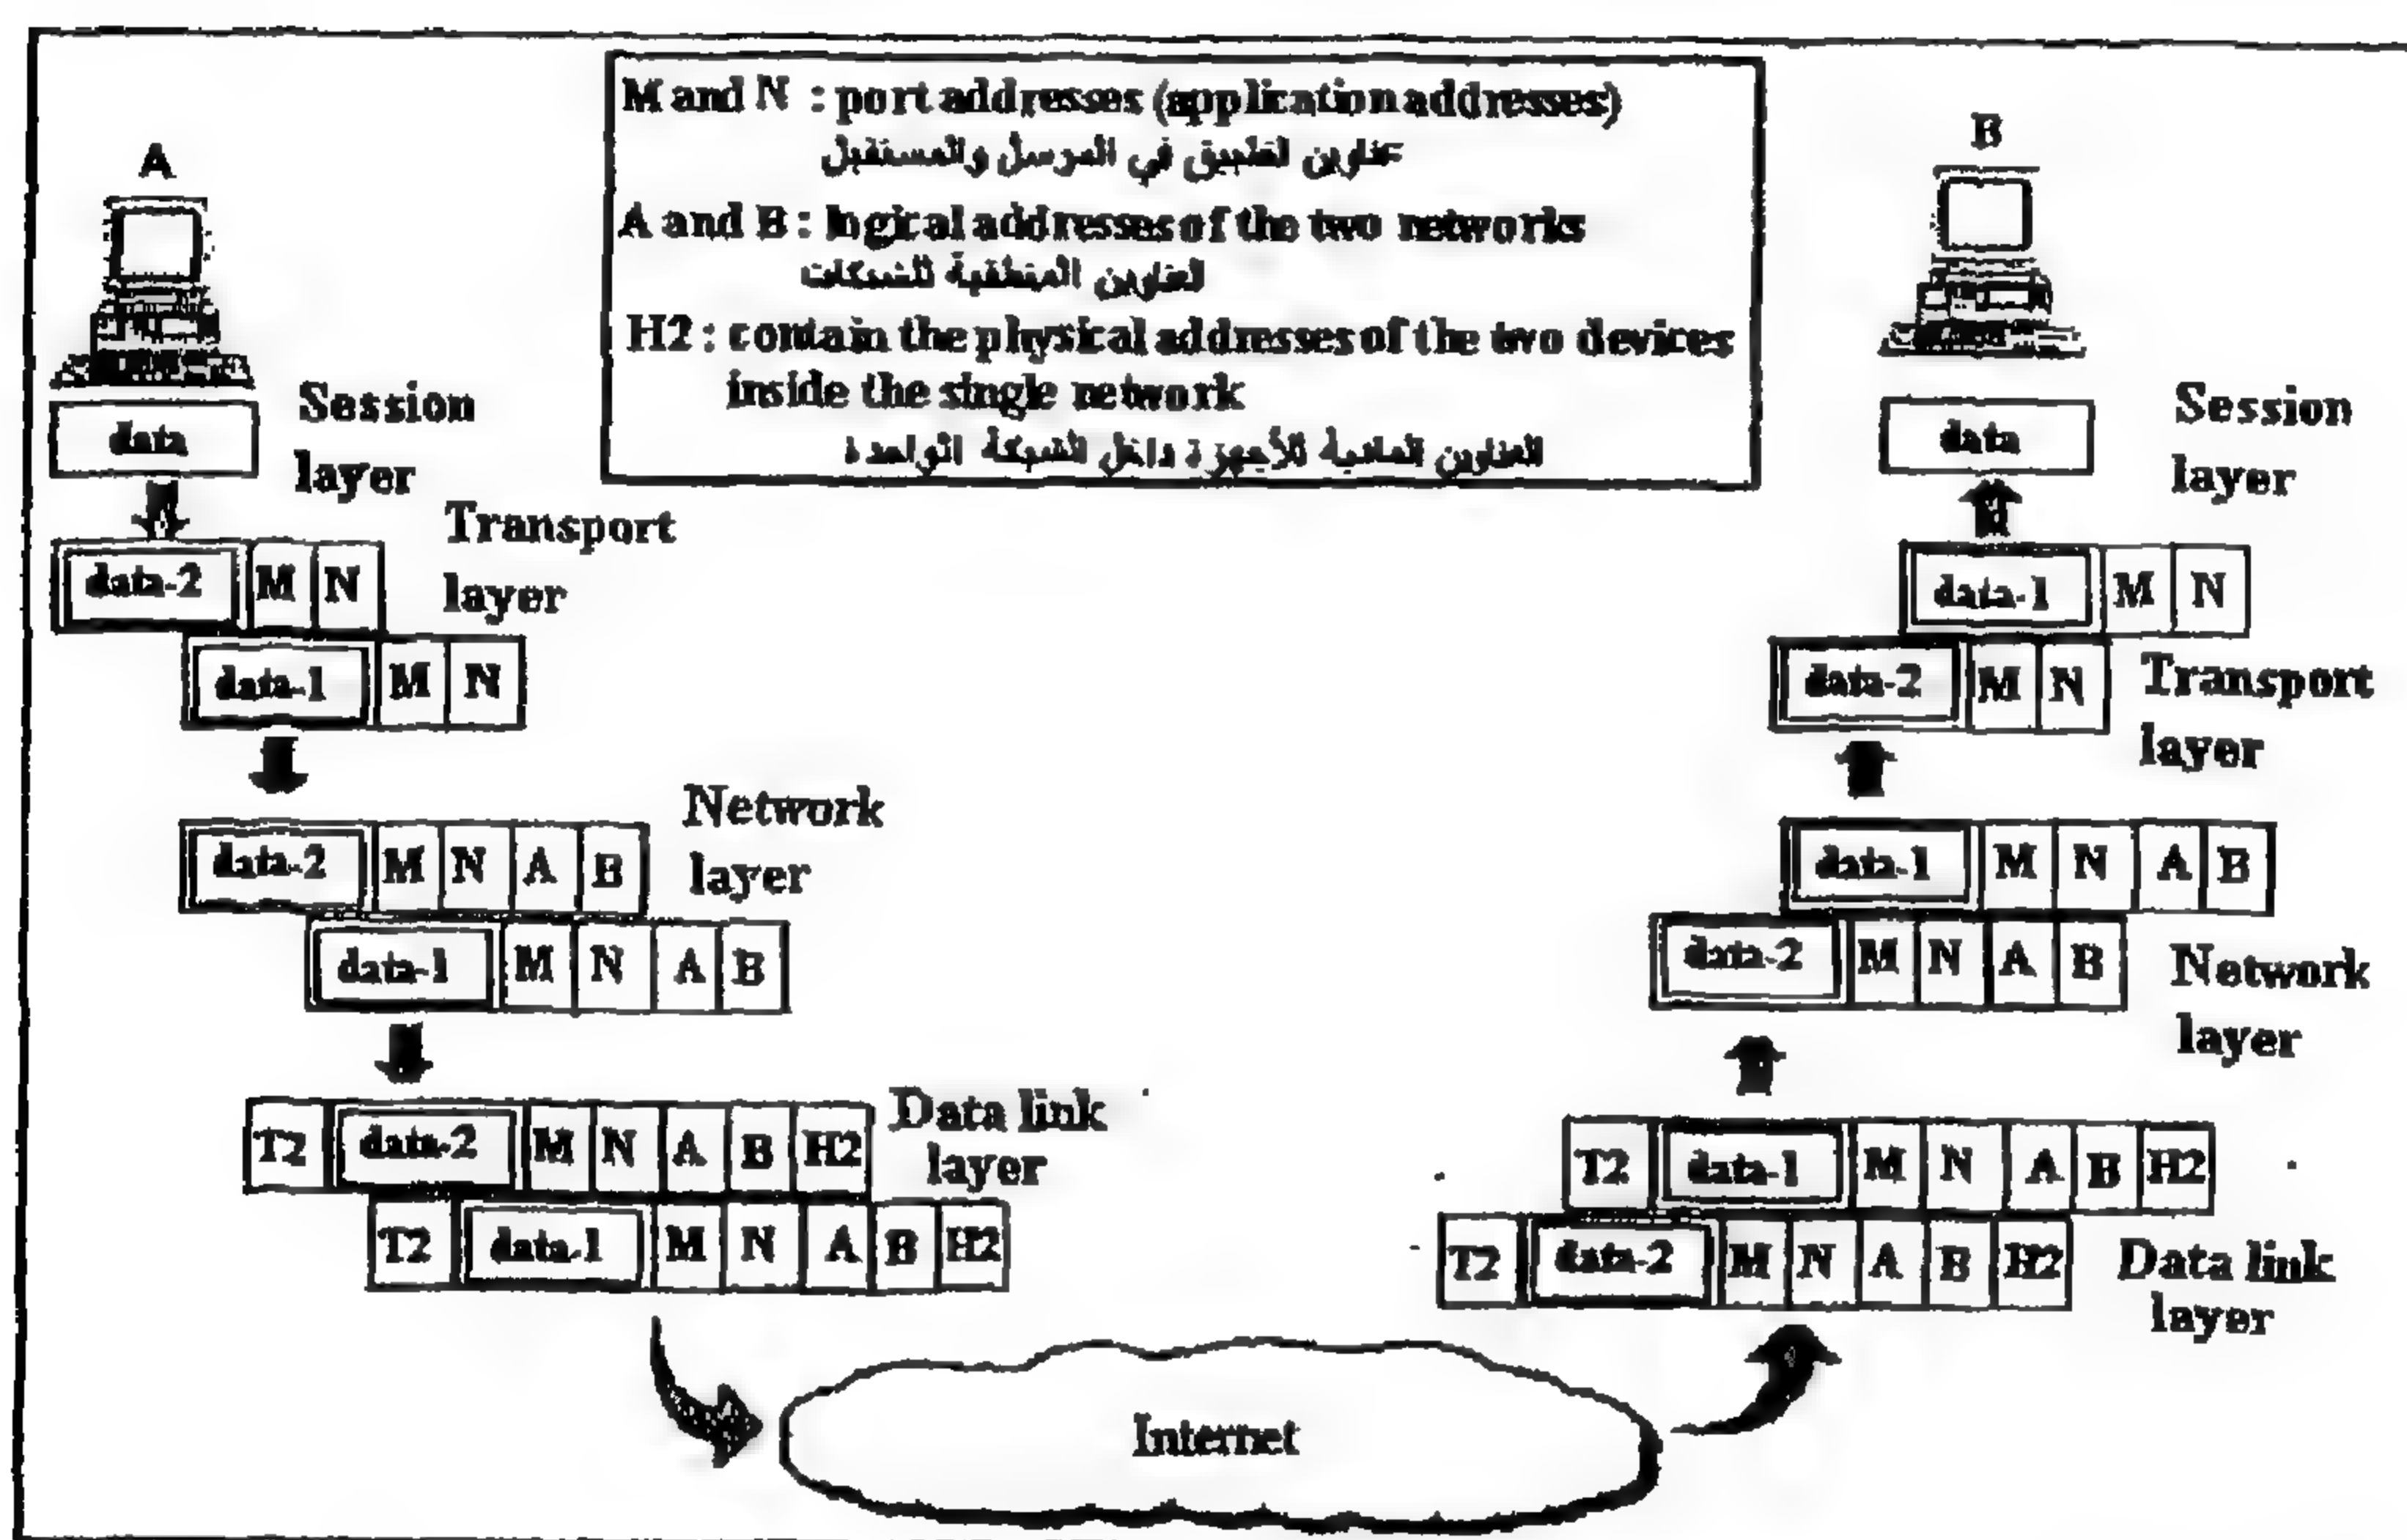 M and N : port addresses (application addresses)
عناوين التطبيق في المرسل والمستقبل
A and B : logical addresses of the two networks
العناوين المنطقية للشبكات
H2 : contain the physical addresses of the two devices
inside the single network
العناوين المادية للأجهزة داخل الشبكة الواحدة
A
data
Session
layer
data-2 M N
Transport
layer
data-1 M N
data-2 M N A B
Network
layer
data-1 M N A B
T2 data-2 M N A B H2
Data link
layer
T2 data-1 M N A B H2
Internet
B
data
Session
layer
data-1 M N
data-2 M N
Transport
layer
data-1 M N A B
data-2 M N A B
Network
layer
T2 data-1 M N A B H2
T2 data-2 M N A B H2
Data link
layer